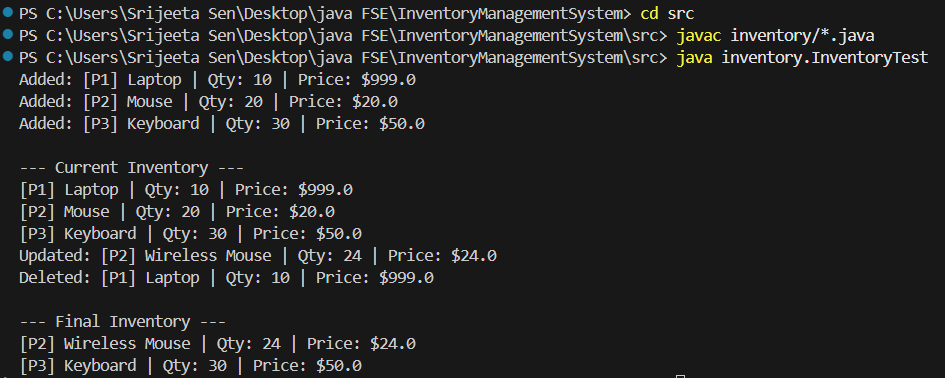 PS C:\Users\Srijeeta Sen\Desktop\java FSE\InventoryManagementSystem> cd src
PS C:\Users\Srijeeta Sen\Desktop\java FSE\InventoryManagementSystem\src> javac inventory/*.java
PS C:\Users\Srijeeta Sen\Desktop\java FSE\InventoryManagementSystem\src> java inventory.InventoryTest
Added: [P1] Laptop | Qty: 10 | Price: $999.0
Added: [P2] Mouse | Qty: 20 | Price: $20.0
Added: [P3] Keyboard | Qty: 30 | Price: $50.0
--- Current Inventory ---
[P1] Laptop | Qty: 10 | Price: $999.0
[P2] Mouse | Qty: 20 | Price: $20.0
[P3] Keyboard | Qty: 30 | Price: $50.0
Updated: [P2] Wireless Mouse | Qty: 24 | Price: $24.0
Deleted: [P1] Laptop | Qty: 10 | Price: $999.0
--- Final Inventory ---
[P2] Wireless Mouse | Qty: 24 | Price: $24.0
[P3] Keyboard | Qty: 30 | Price: $50.0